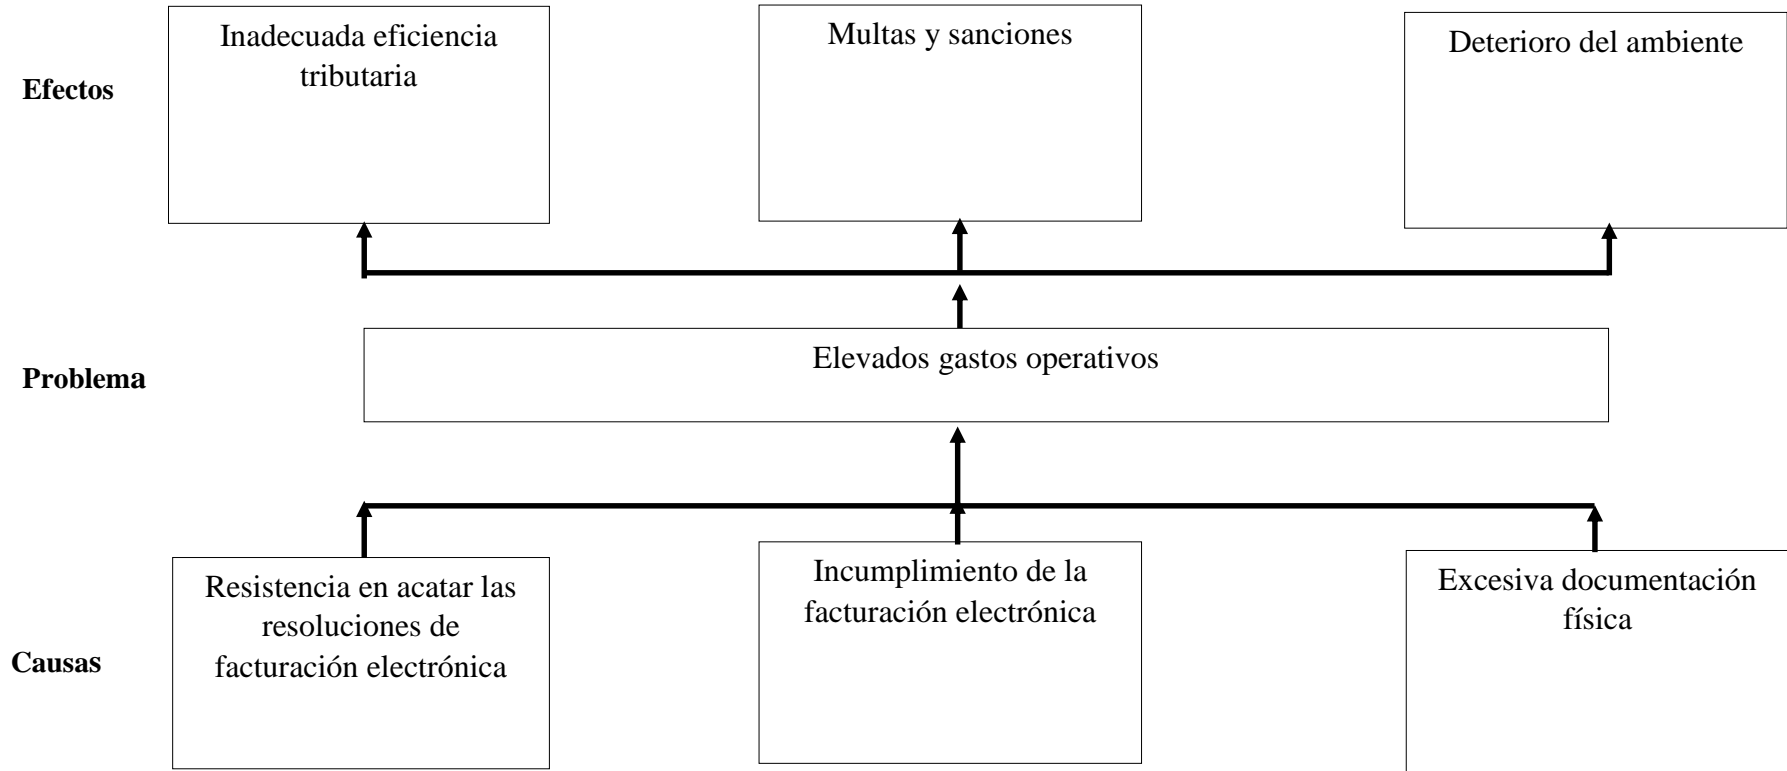 Efectos
Inadecuada eficiencia
tributaria
Multas y sanciones
Deterioro del ambiente
Problema
Elevados gastos operativos
Causas
Resistencia en acatar las
resoluciones de
facturación electrónica
Incumplimiento de la
facturación electrónica
Excesiva documentación
física